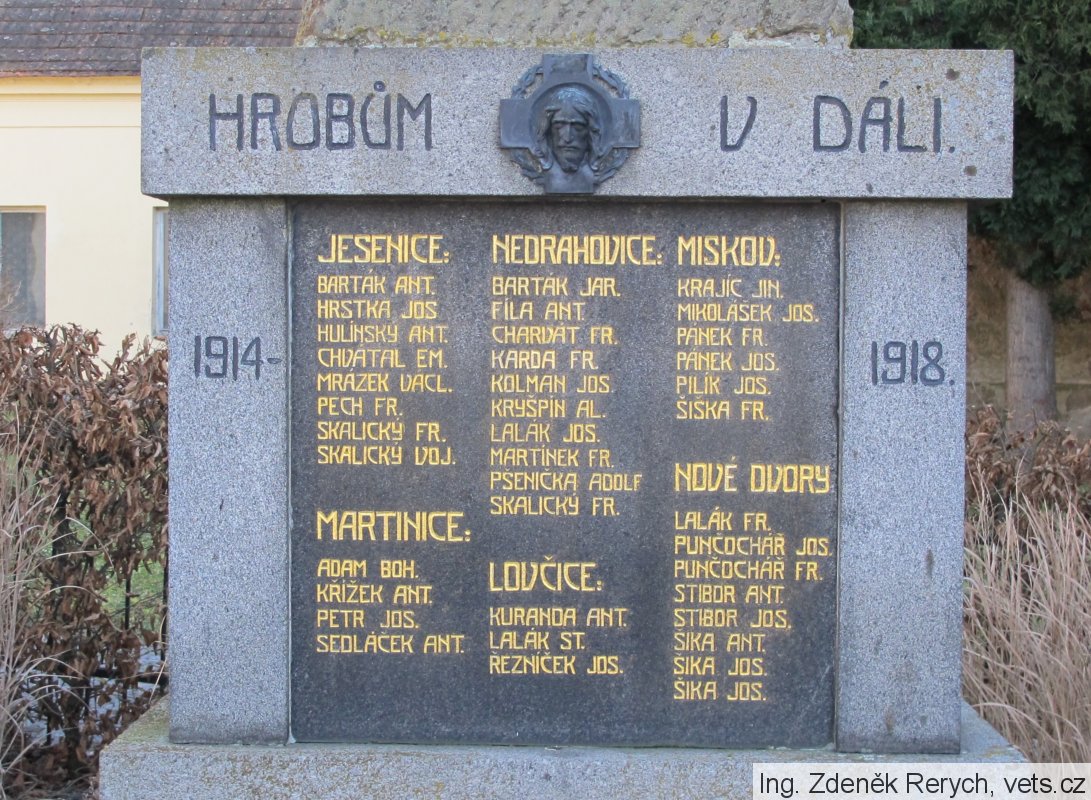 HROBŮM V DÁLI.
1914-
1918.
JESENICE:
BARTÁK ANT.
HRSTKA JOS.
HULÍNSKÝ ANT.
CHVÁTAL EM.
MRÁZEK VÁCL.
PECH FR.
SKALICKÝ FR.
SKALICKÝ VOJ.
MARTINICE:
ADAM BOH.
KŘÍŽEK ANT.
PETR JOS.
SEDLÁČEK ANT.
NEDRAHOVICE:
BARTÁK JAR.
FÍLA ANT.
CHARVÁT FR.
KARDA FR.
KOLMAN JOS.
KRYŠPÍN AL.
LALÁK JOS.
MARTÍNEK FR.
PŠENIČKA ADOLF
SKALICKÝ FR.
LOVČICE:
KURANDA ANT.
LALÁK ST.
ŘEZNÍČEK JOS.
MISKOV:
KRAJÍC JIN.
MIKOLÁŠEK JOS.
PÁNEK FR.
PÁNEK JOS.
PILÍK JOS.
ŠIŠKA FR.
NOVÉ DVORY
LALÁK FR.
PUNČOCHÁŘ JOS.
PUNČOCHÁŘ FR.
STIBOR ANT.
STIBOR JOS.
ŠIKA ANT.
ŠIKA JOS.
ŠIKA JOS.
Ing. Zdeněk Rerych, vets.cz